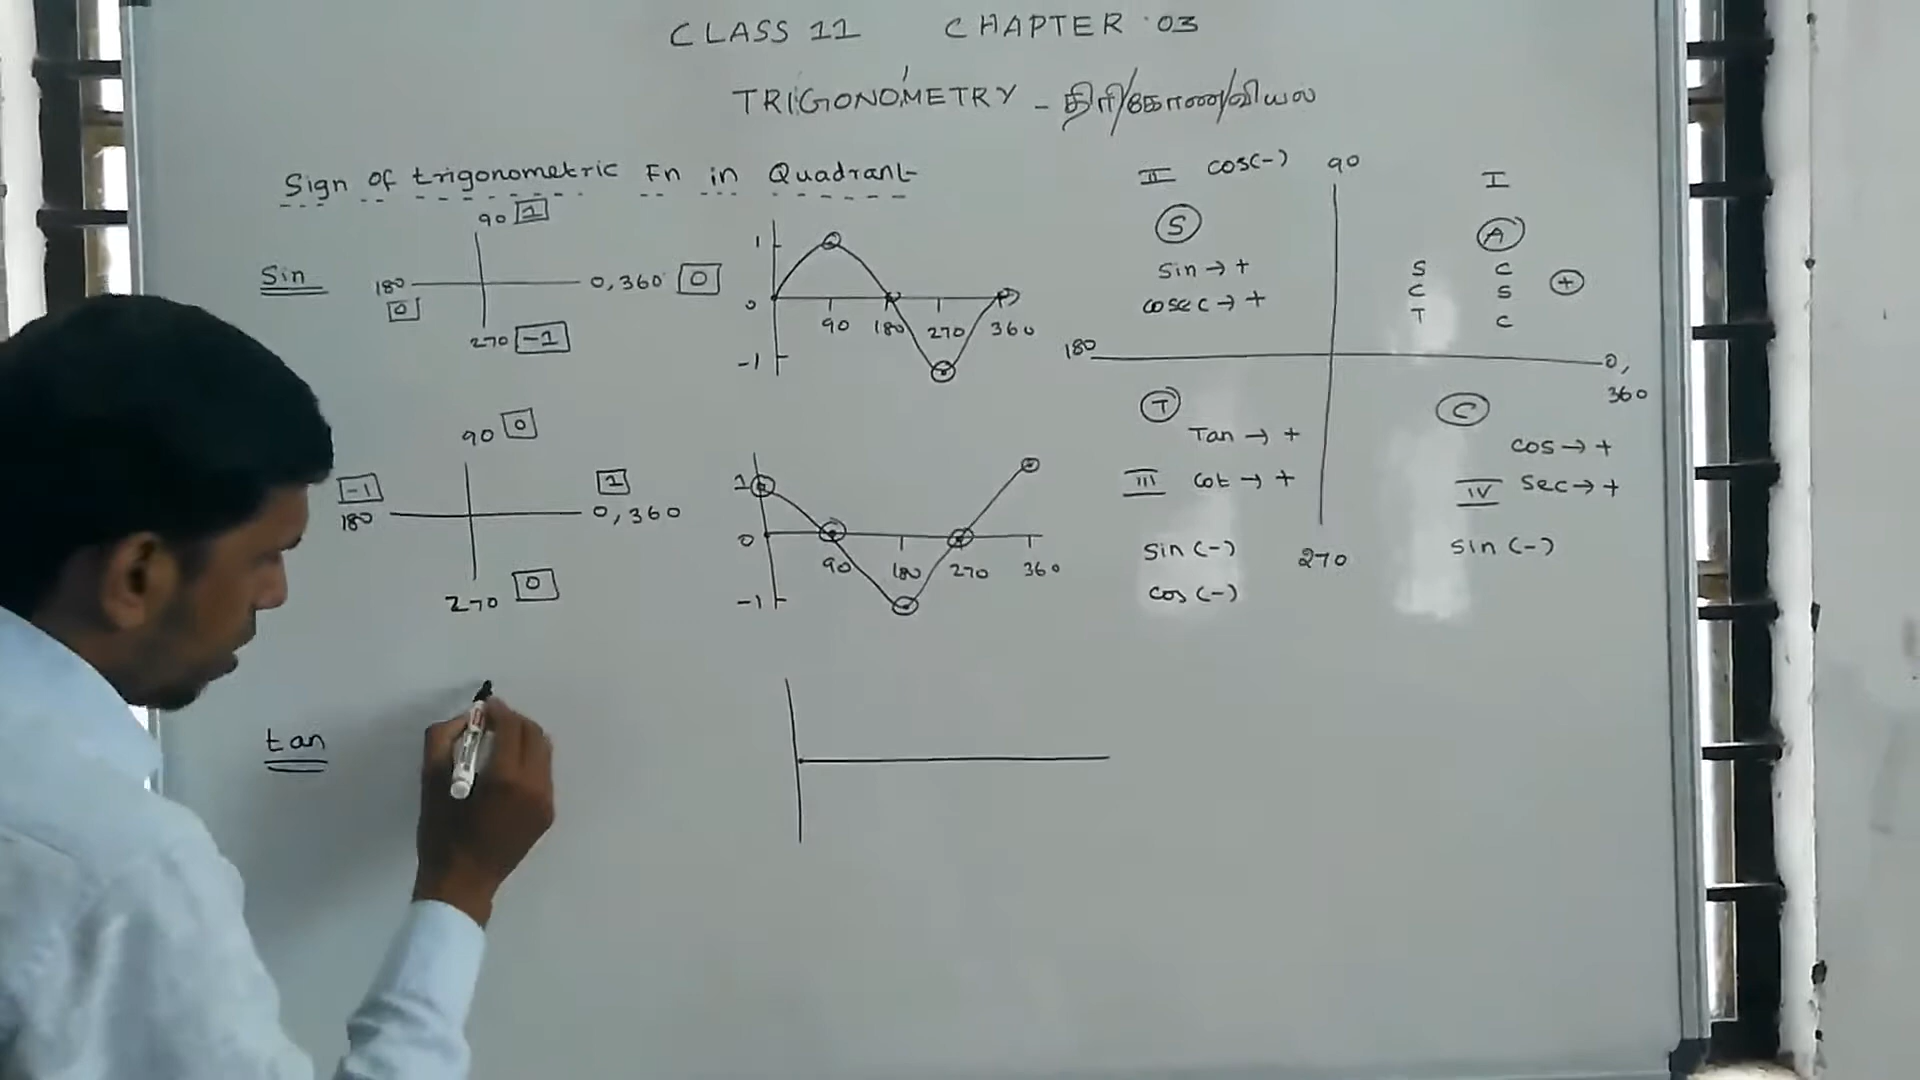 CLASS 11 CHAPTER 03
TRIGONOMETRY - திரி/கோண/வியல்
Sign of trigonometric Fn in Quadrant
90 1
Sin
180 0,360 0
0
270 -1
1
0
90 180 270 360
-1
90 0
-1 1
180 0,360
270 0
1
0
90 180 270 360
-1
tan
II cos(-) 90 I
S A
Sin → + S C
cosec → + C S +
T C
180 0,
360
T C
Tan → + cos → +
III cot → + IV Sec → +
sin (-) 270 sin (-)
cos (-)